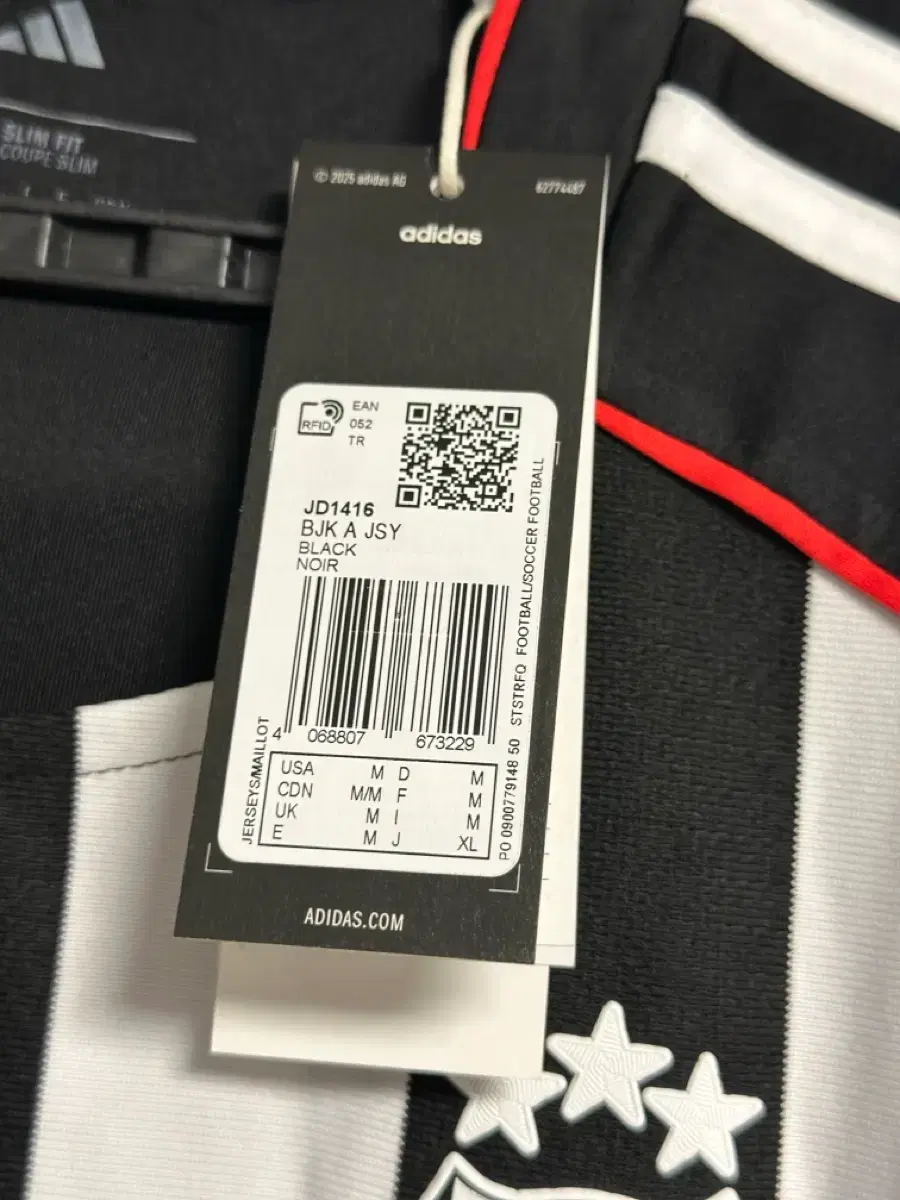 SLIM FIT
COUPE SLIM
© 2025 adidas AG
62774487
adidas
RFID
EAN
052
TR
JD1416
BJK A JSY
BLACK
NOIR
4 068807 673229
USA M D M
CDN M/M F M
UK M I M
E M J XL
JERSEYS/MAILLOT
PO 0900779148 50 STSTRFQ FOOTBALL/SOCCER FOOTBALL
ADIDAS.COM